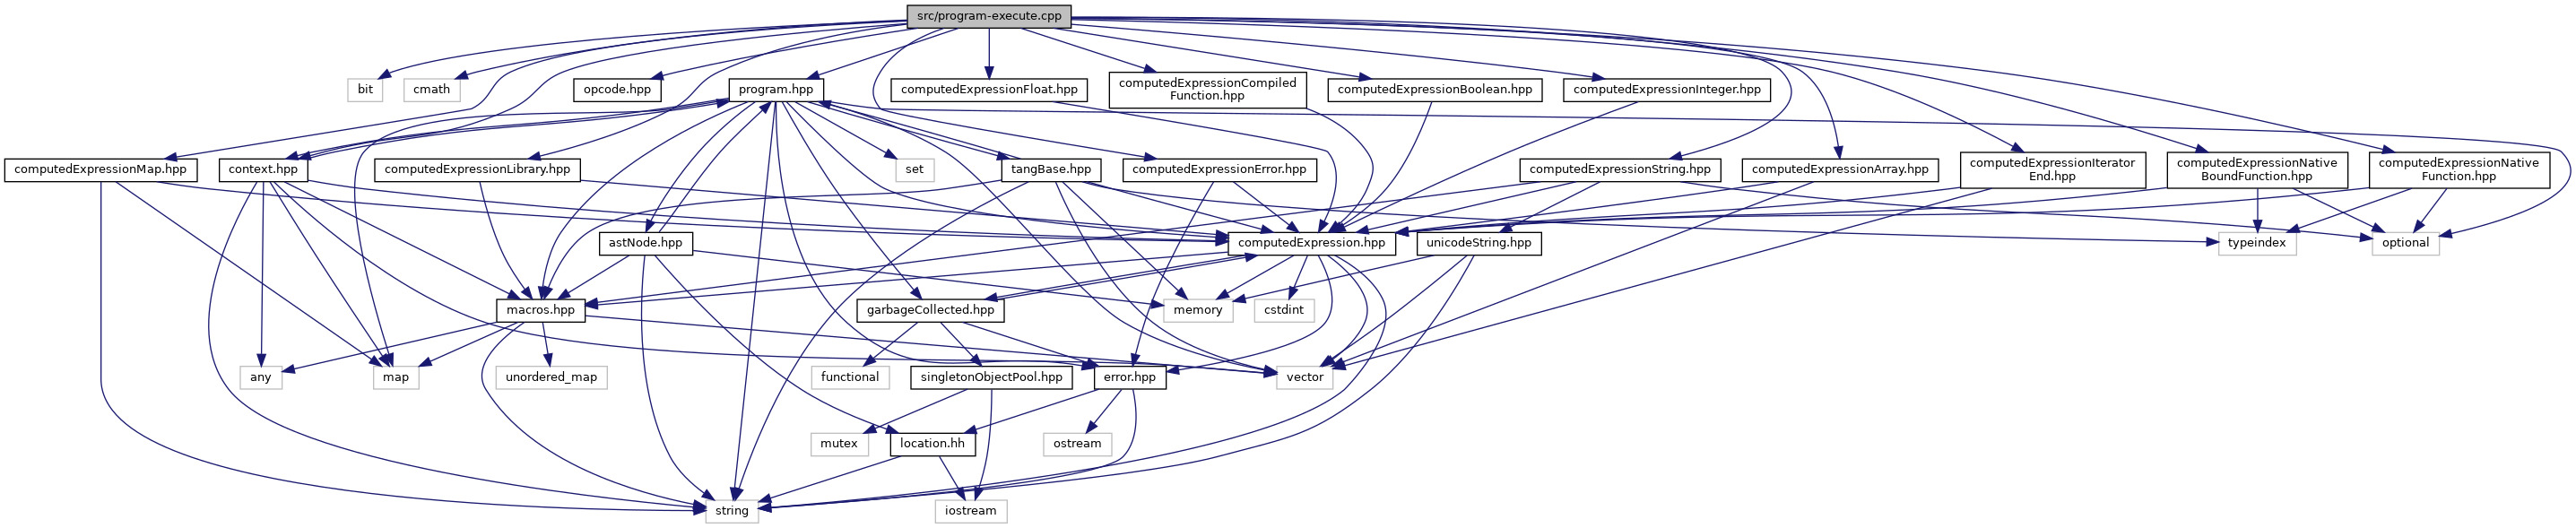 src/program-execute.cpp
bit
cmath
opcode.hpp
program.hpp
computedExpressionFloat.hpp
computedExpressionCompiled
Function.hpp
computedExpressionBoolean.hpp
computedExpressionInteger.hpp
computedExpressionMap.hpp
context.hpp
computedExpressionLibrary.hpp
set
tangBase.hpp
computedExpressionError.hpp
computedExpressionString.hpp
computedExpressionArray.hpp
computedExpressionIterator
End.hpp
computedExpressionNative
BoundFunction.hpp
computedExpressionNative
Function.hpp
astNode.hpp
computedExpression.hpp
unicodeString.hpp
typeindex
optional
macros.hpp
garbageCollected.hpp
memory
cstdint
any
map
unordered_map
functional
singletonObjectPool.hpp
error.hpp
vector
mutex
location.hh
ostream
string
iostream